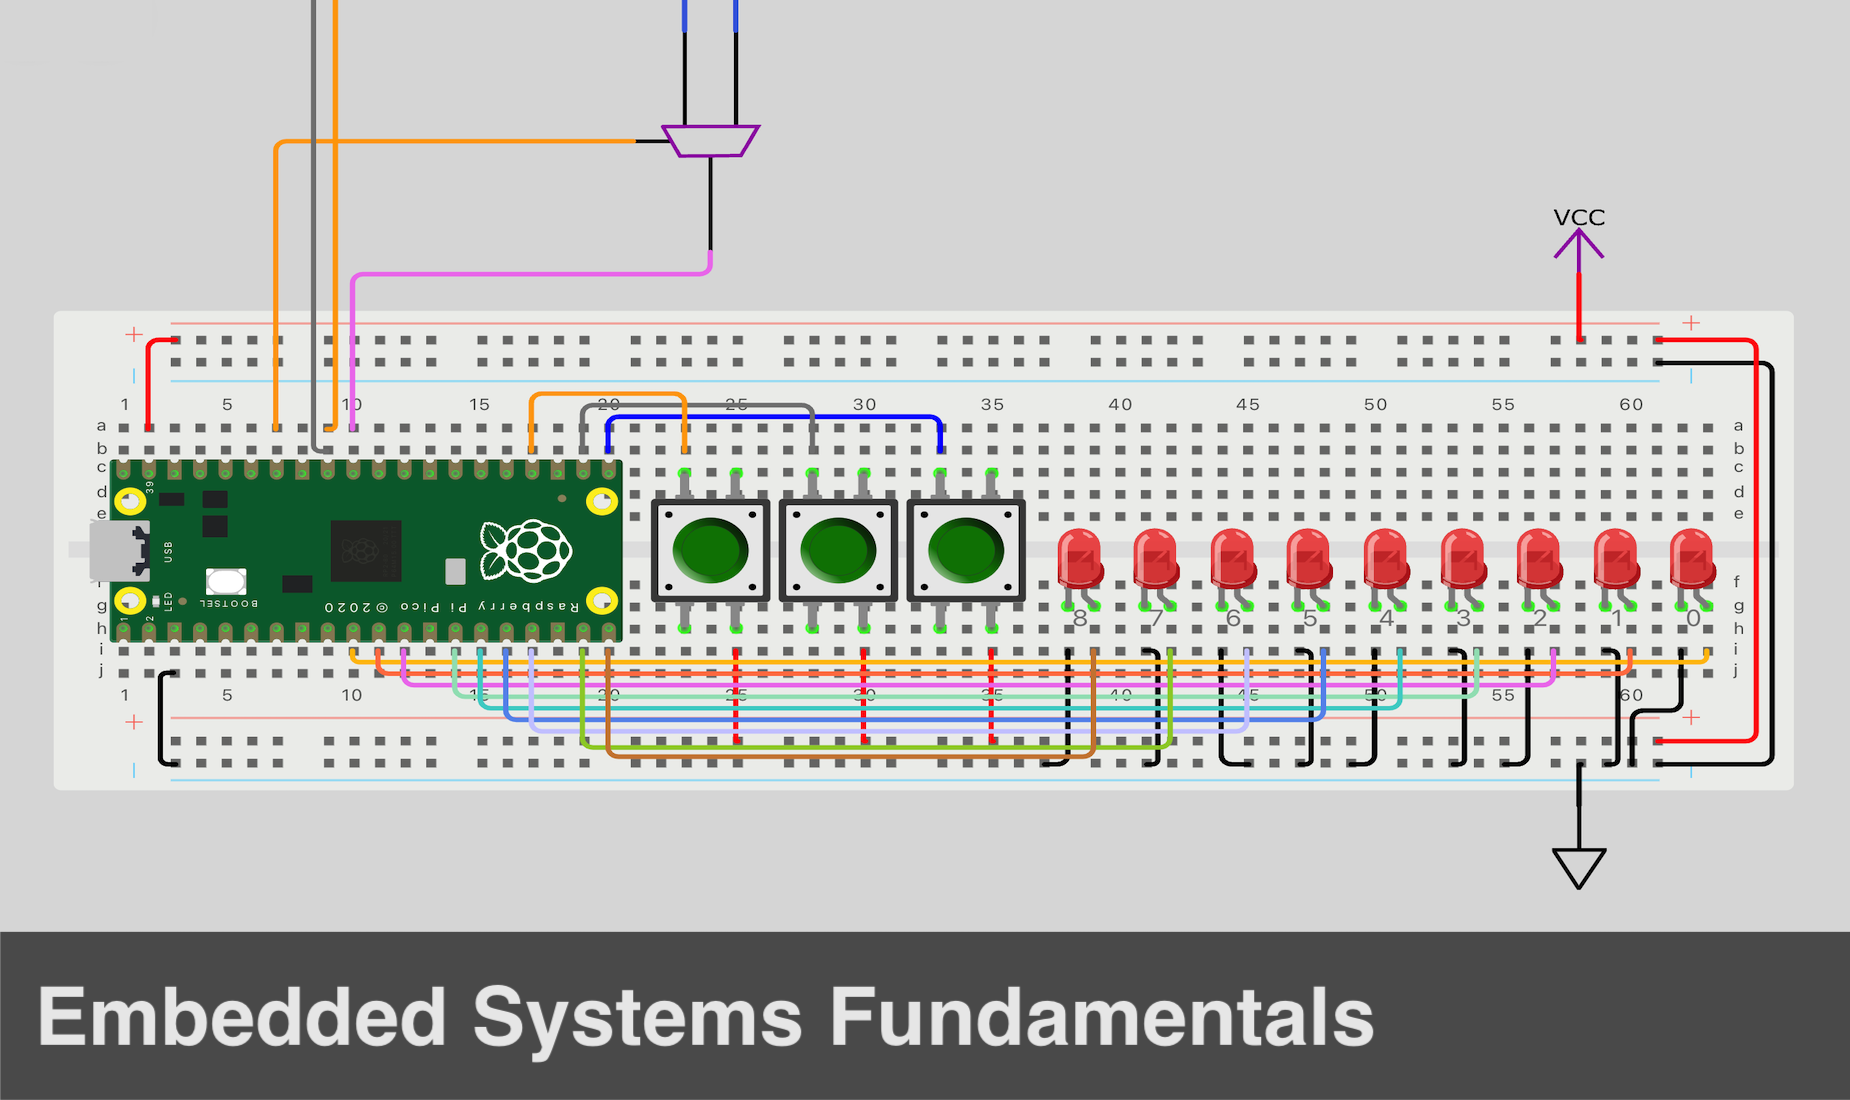 VCC
+ +
1 5 10 15 20 25 30 35 40 45 50 55 60
a a
b b
c c
39
d d
e e
USB
f
LED
BOOTSEL
Raspberry Pi Pico ©2020
g g
1 2
8 7 6 5 4 3 2 1 0
h h
i i
j j
1 5 10 15 20 25 30 35 40 45 50 55 60
+ +
Embedded Systems Fundamentals